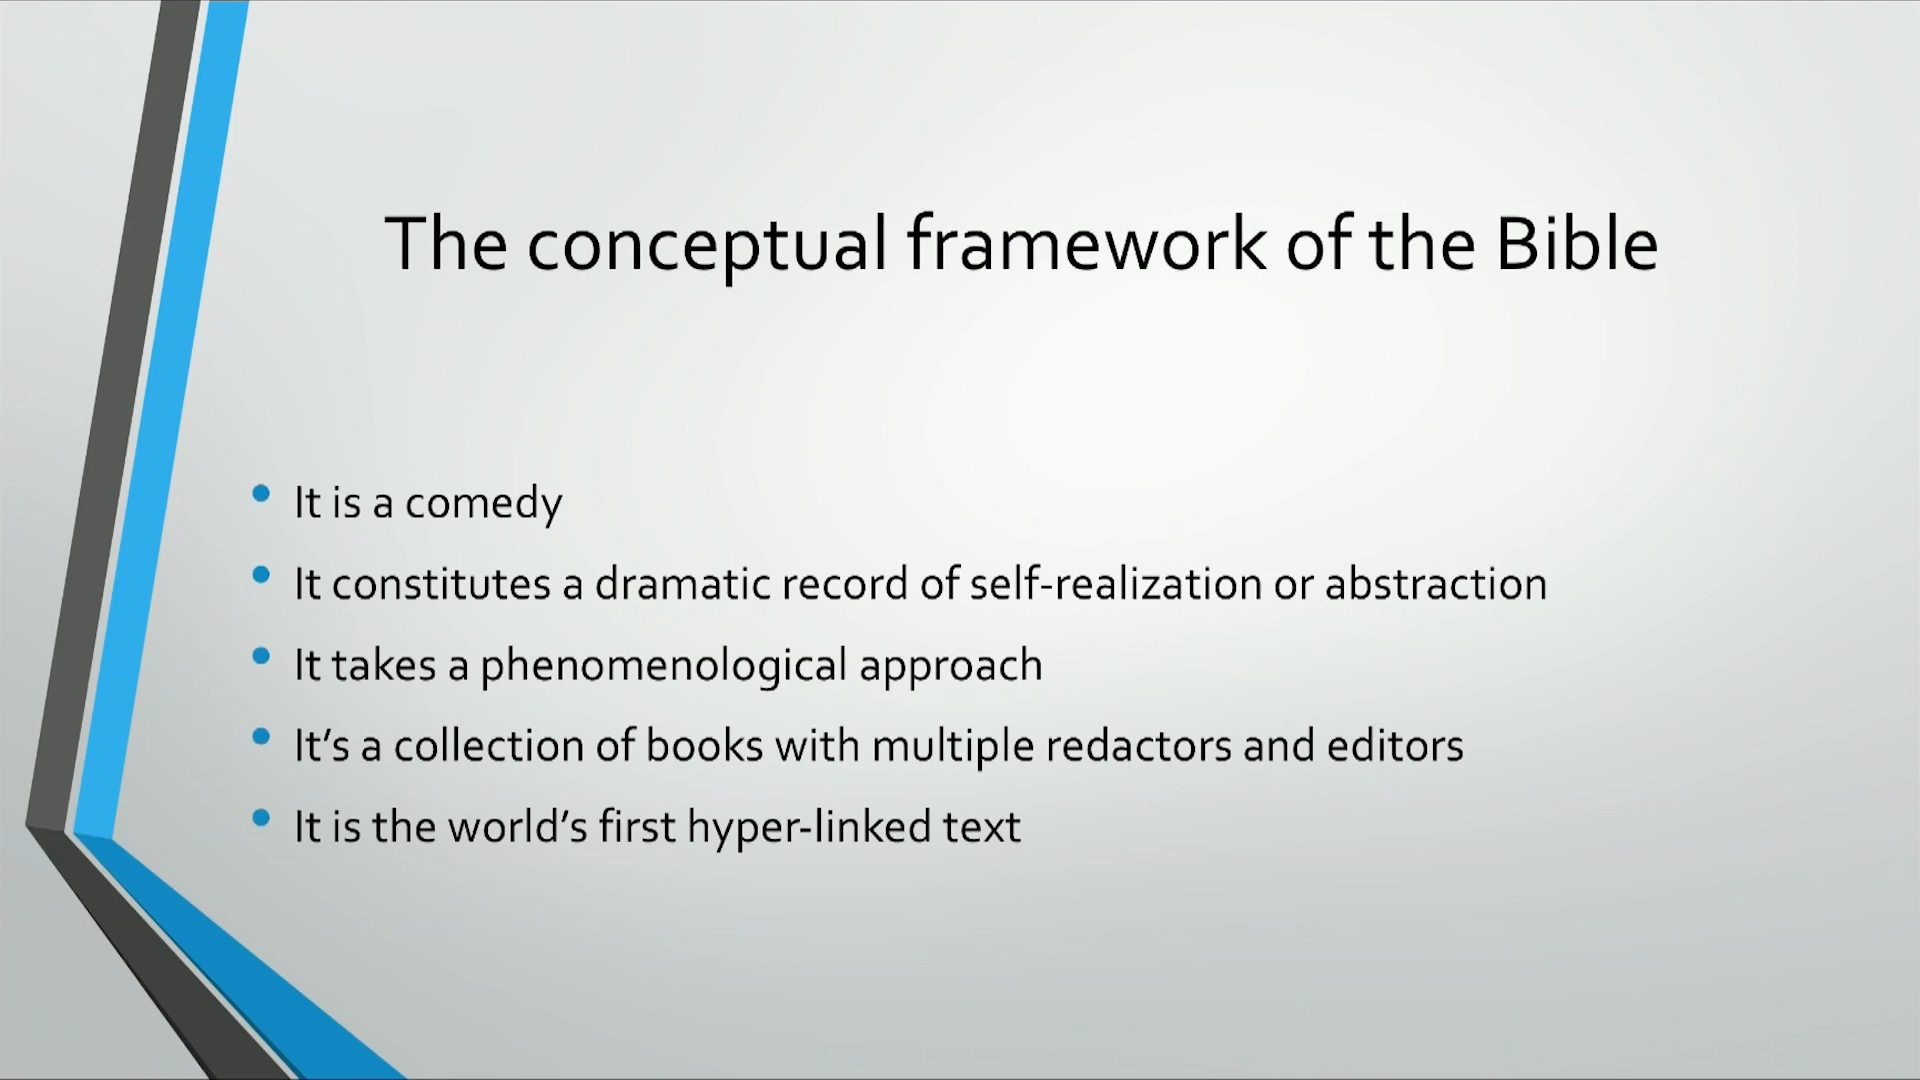 The conceptual framework of the Bible
• It is a comedy
• It constitutes a dramatic record of self-realization or abstraction
• It takes a phenomenological approach
• It’s a collection of books with multiple redactors and editors
• It is the world’s first hyper-linked text